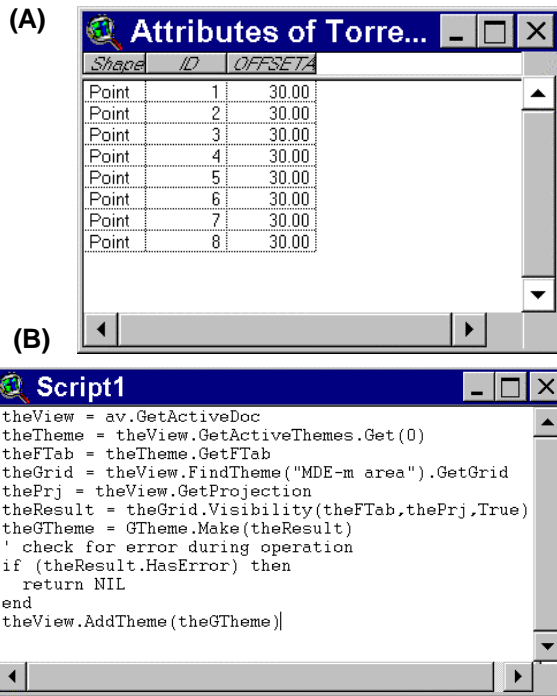 (A)
Attributes of Torre...
Shape ID OFFSETA
Point 1 30.00
Point 2 30.00
Point 3 30.00
Point 4 30.00
Point 5 30.00
Point 6 30.00
Point 7 30.00
Point 8 30.00
(B)
Script1
theView = av.GetActiveDoc
theTheme = theView.GetActiveThemes.Get(0)
theFTab = theTheme.GetFTab
theGrid = theView.FindTheme("MDE-m area").GetGrid
thePrj = theView.GetProjection
theResult = theGrid.Visibility(theFTab,thePrj,True)
theGTheme = GTheme.Make(theResult)
' check for error during operation
if (theResult.HasError) then
  return NIL
end
theView.AddTheme(theGTheme)